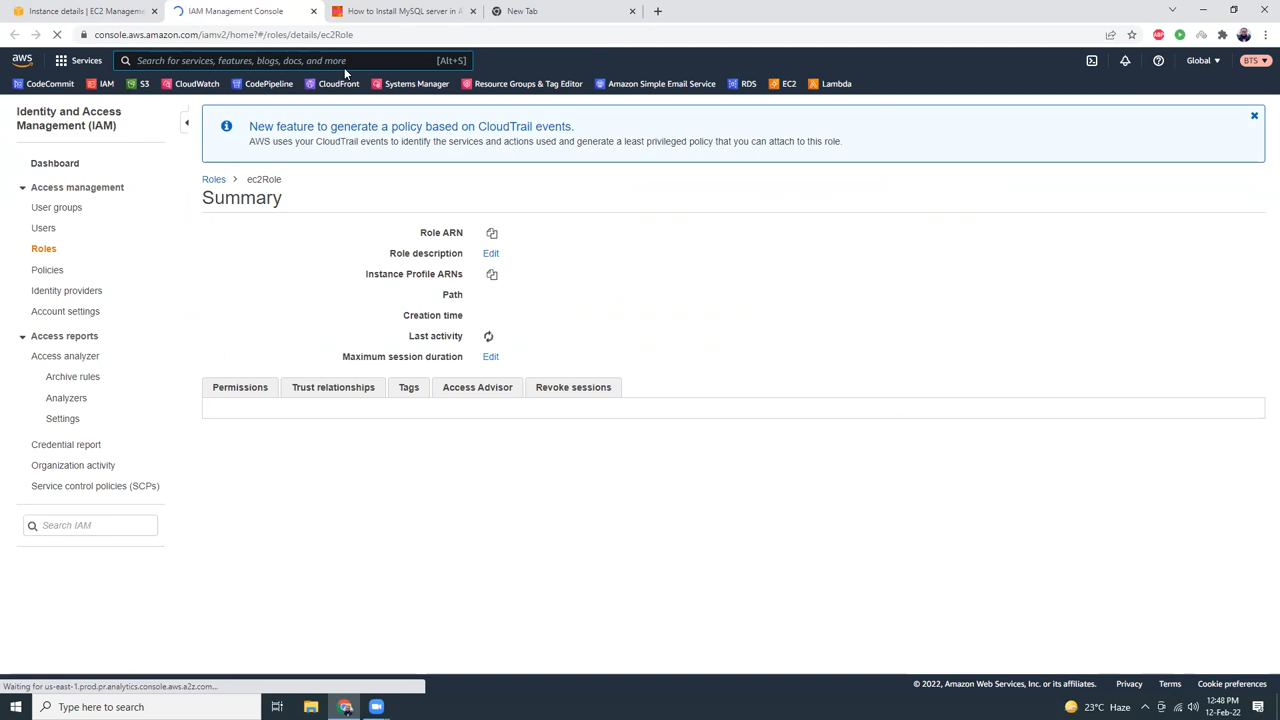 Instance details | EC2 Manageme
IAM Management Console
How to Install MySQL server in A
New Tab
console.aws.amazon.com/iamv2/home?#/roles/details/ec2Role
ABP
aws
Services
Search for services, features, blogs, docs, and more
[Alt+S]
Global
BTS
CodeCommit
IAM
S3
CloudWatch
CodePipeline
CloudFront
Systems Manager
Resource Groups & Tag Editor
Amazon Simple Email Service
RDS
EC2
Lambda
Identity and Access
Management (IAM)
Dashboard
Access management
User groups
Users
Roles
Policies
Identity providers
Account settings
Access reports
Access analyzer
Archive rules
Analyzers
Settings
Credential report
Organization activity
Service control policies (SCPs)
Search IAM
New feature to generate a policy based on CloudTrail events.
AWS uses your CloudTrail events to identify the services and actions used and generate a least privileged policy that you can attach to this role.
Roles > ec2Role
Summary
Role ARN
Role description Edit
Instance Profile ARNs
Path
Creation time
Last activity
Maximum session duration Edit
Permissions
Trust relationships
Tags
Access Advisor
Revoke sessions
Waiting for us-east-1.prod.pr.analytics.console.aws.a2z.com...
© 2022, Amazon Web Services, Inc. or its affiliates.
Privacy
Terms
Cookie preferences
Type here to search
23°C Haze
12:48 PM
12-Feb-22